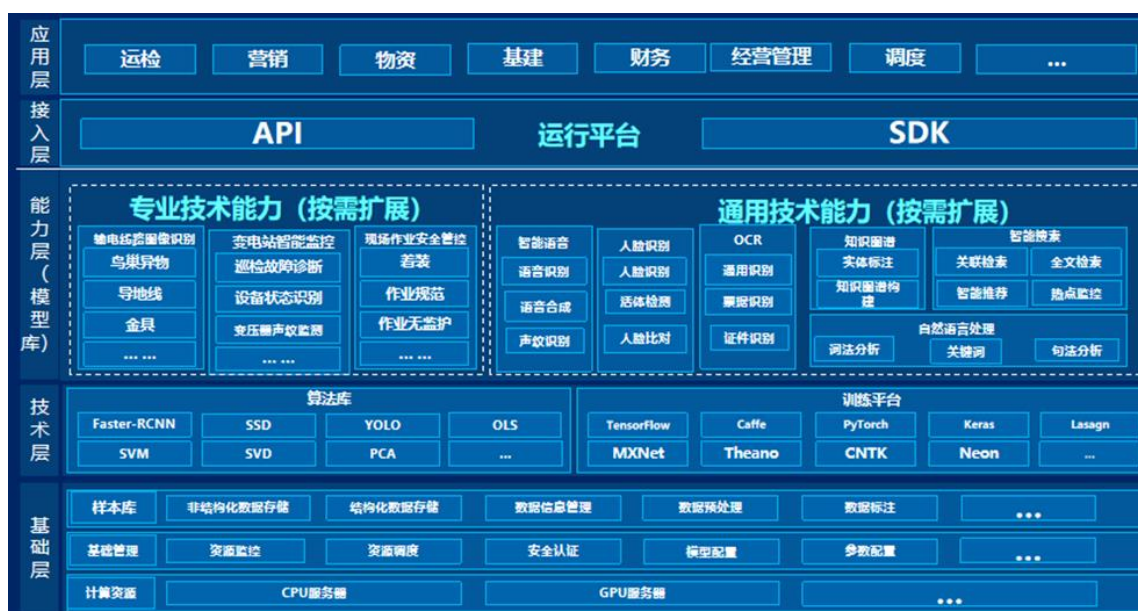 应用层
运检 营销 物资 基建 财务 经营管理 调度 ...
接入层
API 运行平台 SDK
能力层（模型库）
专业技术能力（按需扩展）
输电线路图像识别 变电站智能监控 现场作业安全管控
鸟巢异物 巡检故障诊断 着装
导地线 设备状态识别 作业规范
金具 变压器声纹监测 作业无监护
... ... ... ... ... ...
通用技术能力（按需扩展）
智能语音
语音识别
语音合成
声纹识别
人脸识别
人脸识别
活体检测
人脸比对
OCR
通用识别
票据识别
证件识别
知识图谱
实体标注
知识图谱构建
智能搜索
关联检索 全文检索
智能推荐 热点监控
自然语言处理
词法分析 关键词 句法分析
技术层
算法库
Faster-RCNN SSD YOLO OLS
SVM SVD PCA ...
训练平台
TensorFlow Caffe PyTorch Keras Lasagn
MXNet Theano CNTK Neon ...
基础层
样本库 非结构化数据存储 结构化数据存储 数据信息管理 数据预处理 数据标注 ...
基础管理 资源监控 资源调度 安全认证 模型配置 参数配置 ...
计算资源 CPU服务器 GPU服务器 ...